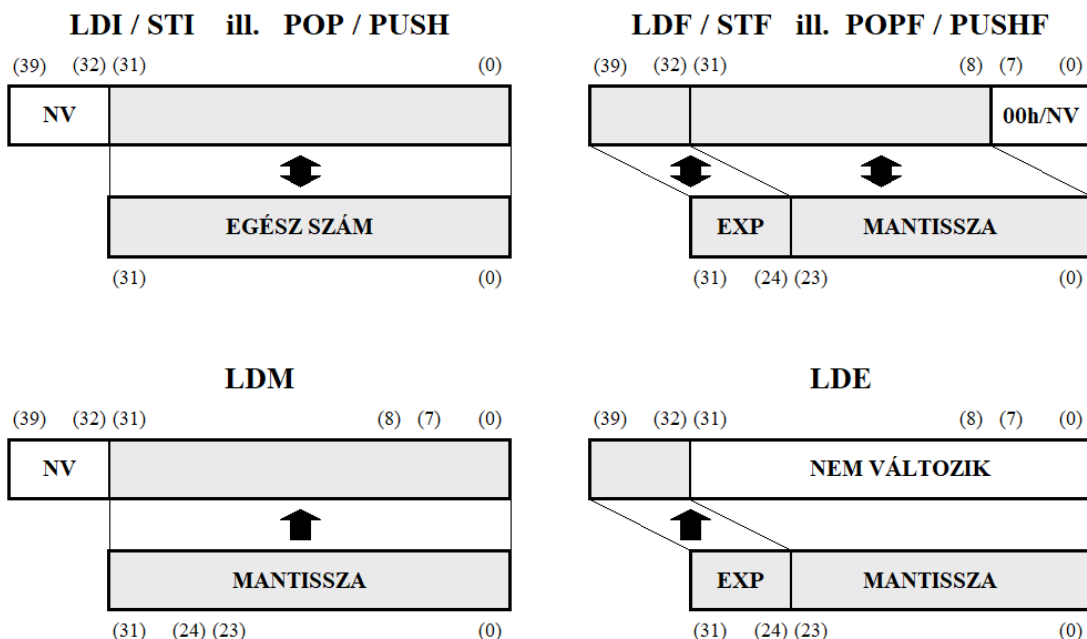 LDI / STI ill. POP / PUSH
(39) (32) (31) (0)
NV
EGÉSZ SZÁM
(31) (0)
LDF / STF ill. POPF / PUSHF
(39) (32) (31) (8) (7) (0)
00h/NV
EXP MANTISSZA
(31) (24) (23) (0)
LDM
(39) (32) (31) (8) (7) (0)
NV
MANTISSZA
(31) (24) (23) (0)
LDE
(39) (32) (31) (8) (7) (0)
NEM VÁLTOZIK
EXP MANTISSZA
(31) (24) (23) (0)